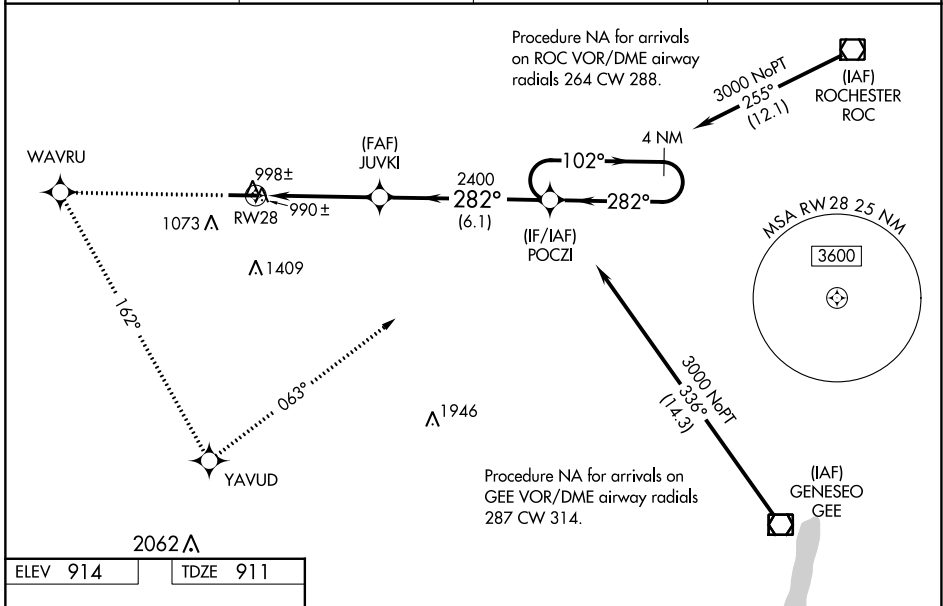 Procedure NA for arrivals
on ROC VOR/DME airway
radials 264 CW 288.
3000 NoPT
255°
(12.1)
(IAF)
ROCHESTER
ROC
4 NM
WAVRU
998±
990±
RW28
1073
1409
(FAF)
JUVKI
2400
282°
(6.1)
102°
282°
(IF/IAF)
POCZI
MSA RW 28 25 NM
3600
162°
063°
YAVUD
1946
3000 NoPT
336°
(14.3)
Procedure NA for arrivals on
GEE VOR/DME airway radials
287 CW 314.
(IAF)
GENESEO
GEE
2062
ELEV 914
TDZE 911